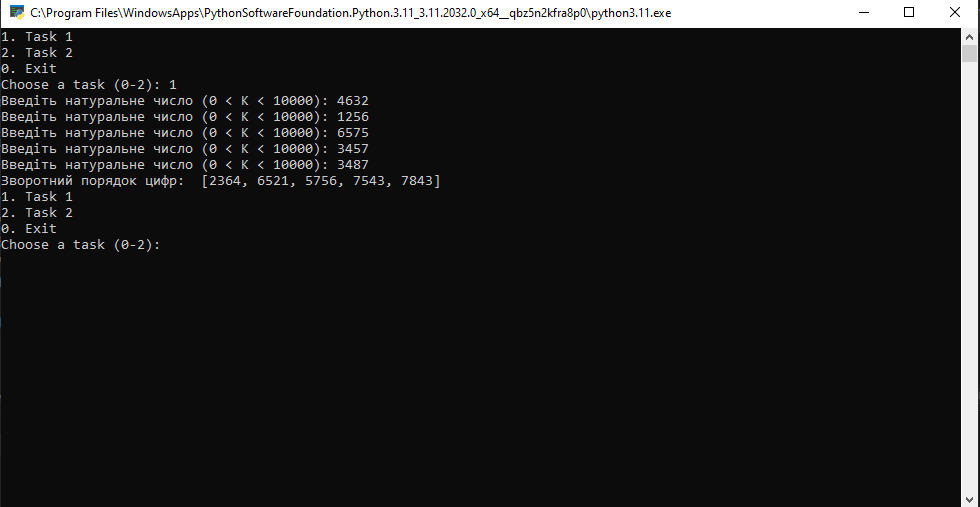 C:\Program Files\WindowsApps\PythonSoftwareFoundation.Python.3.11_3.11.2032.0_x64__qbz5n2kfra8p0\python3.11.exe
1. Task 1
2. Task 2
0. Exit
Choose a task (0-2): 1
Введіть натуральне число (0 < K < 10000): 4632
Введіть натуральне число (0 < K < 10000): 1256
Введіть натуральне число (0 < K < 10000): 6575
Введіть натуральне число (0 < K < 10000): 3457
Введіть натуральне число (0 < K < 10000): 3487
Зворотний порядок цифр:  [2364, 6521, 5756, 7543, 7843]
1. Task 1
2. Task 2
0. Exit
Choose a task (0-2):